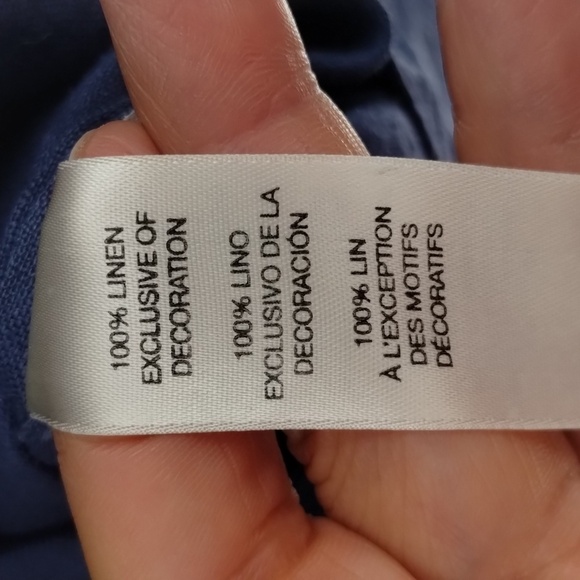 100% LINEN
EXCLUSIVE OF
DECORATION
100% LINO
EXCLUSIVO DE LA
DECORACIÓN
100% LIN
À L'EXCEPTION
DES MOTIFS
DÉCORATIFS